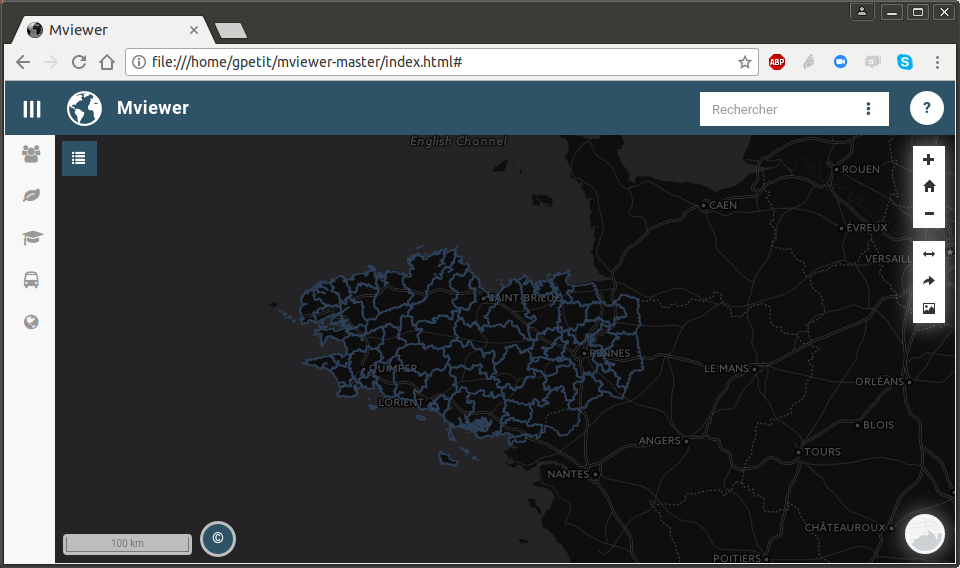 Mviewer
file:///home/gpetit/mviewer-master/index.html#
ABP
Mviewer
Rechercher
?
English Channel
ROUEN
CAEN
ÉVREUX
VERSAILL
SAINT-BRIEUC
RENNES
QUIMPER
LE MANS
ORLÉANS
LORIENT
BLOIS
ANGERS
TOURS
NANTES
CHÂTEAUROUX
100 km
©
POITIERS